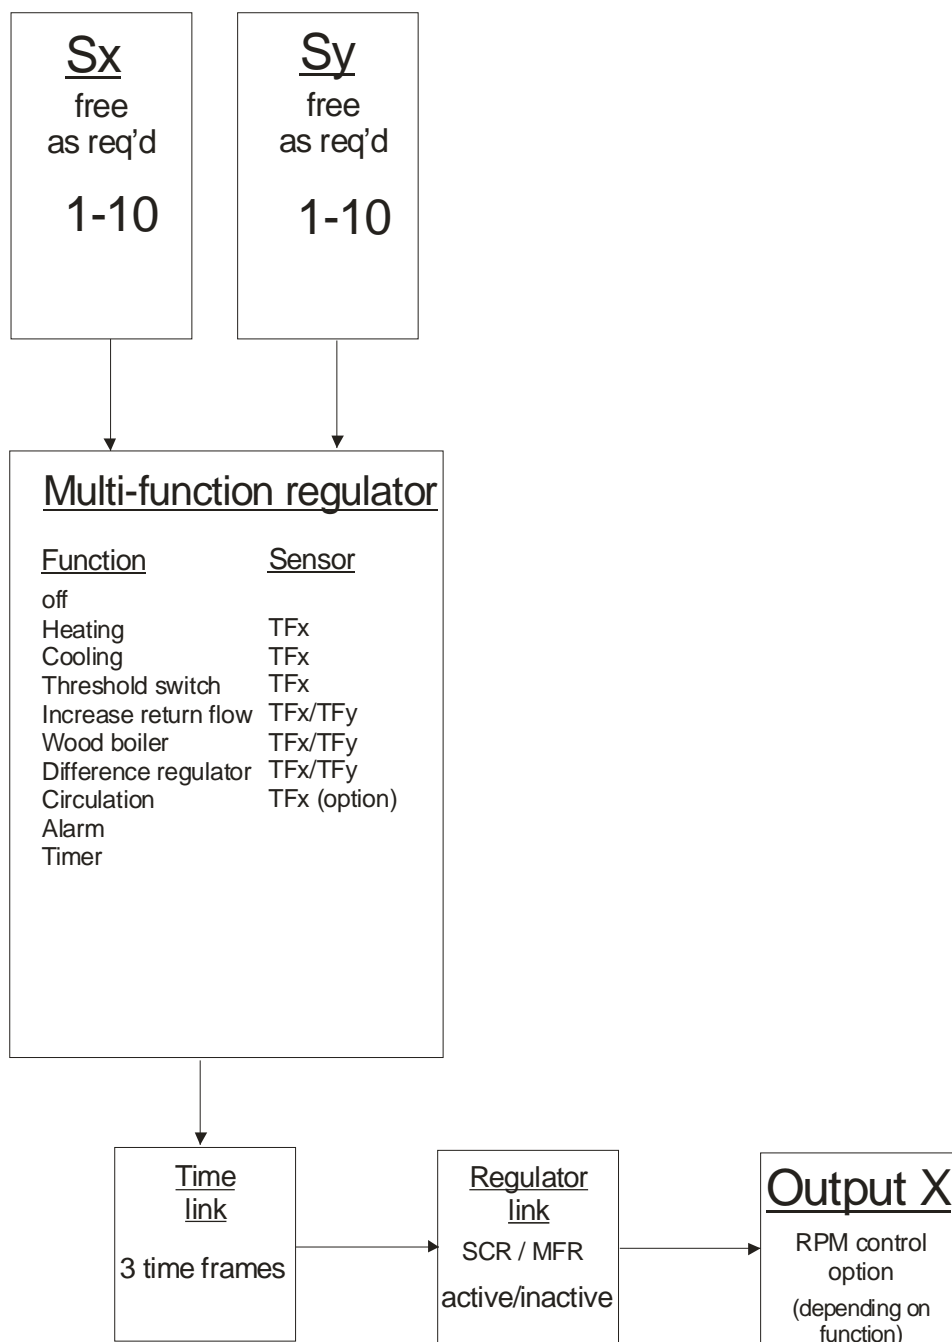 Sx
free
as req’d
1-10
Sy
free
as req’d
1-10
Multi-function regulator
Function Sensor
off
Heating TFx
Cooling TFx
Threshold switch TFx
Increase return flow TFx/TFy
Wood boiler TFx/TFy
Difference regulator TFx/TFy
Circulation TFx (option)
Alarm
Timer
Time
link
3 time frames
Regulator
link
SCR / MFR
active/inactive
Output X
RPM control
option
(depending on
function)